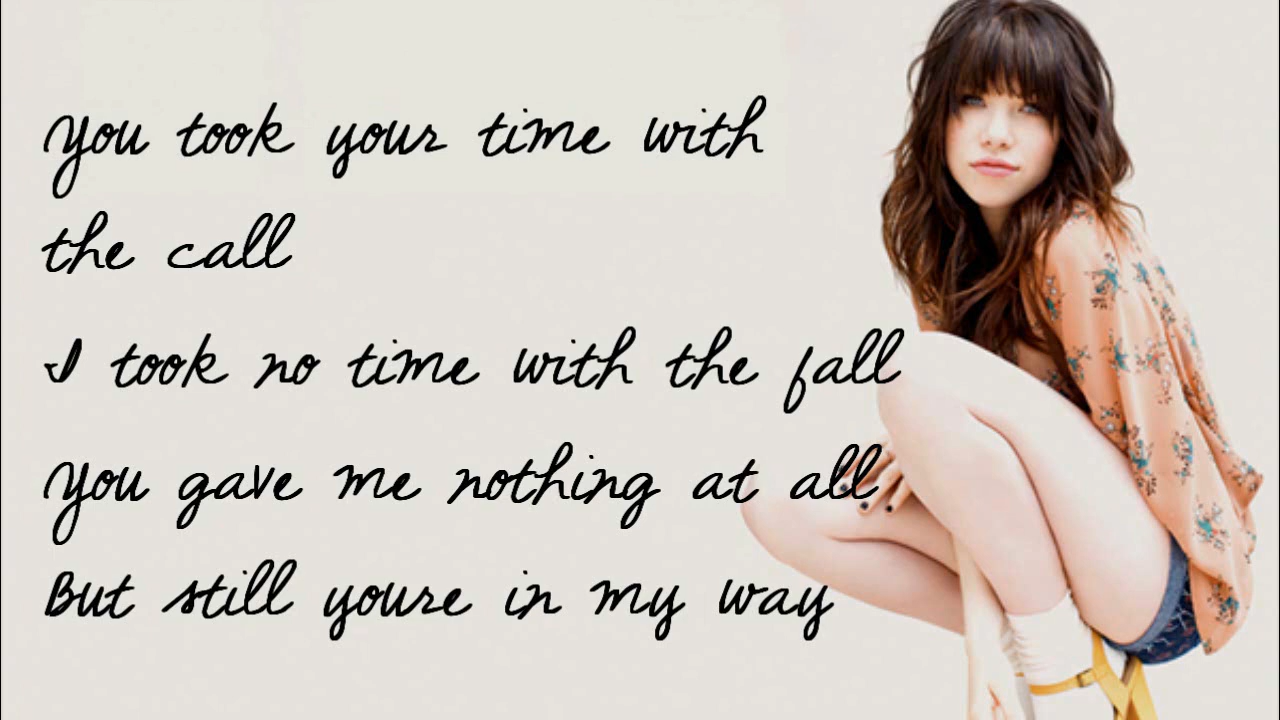 You took your time with
the call
I took no time with the fall
You gave me nothing at all
But still youre in my way